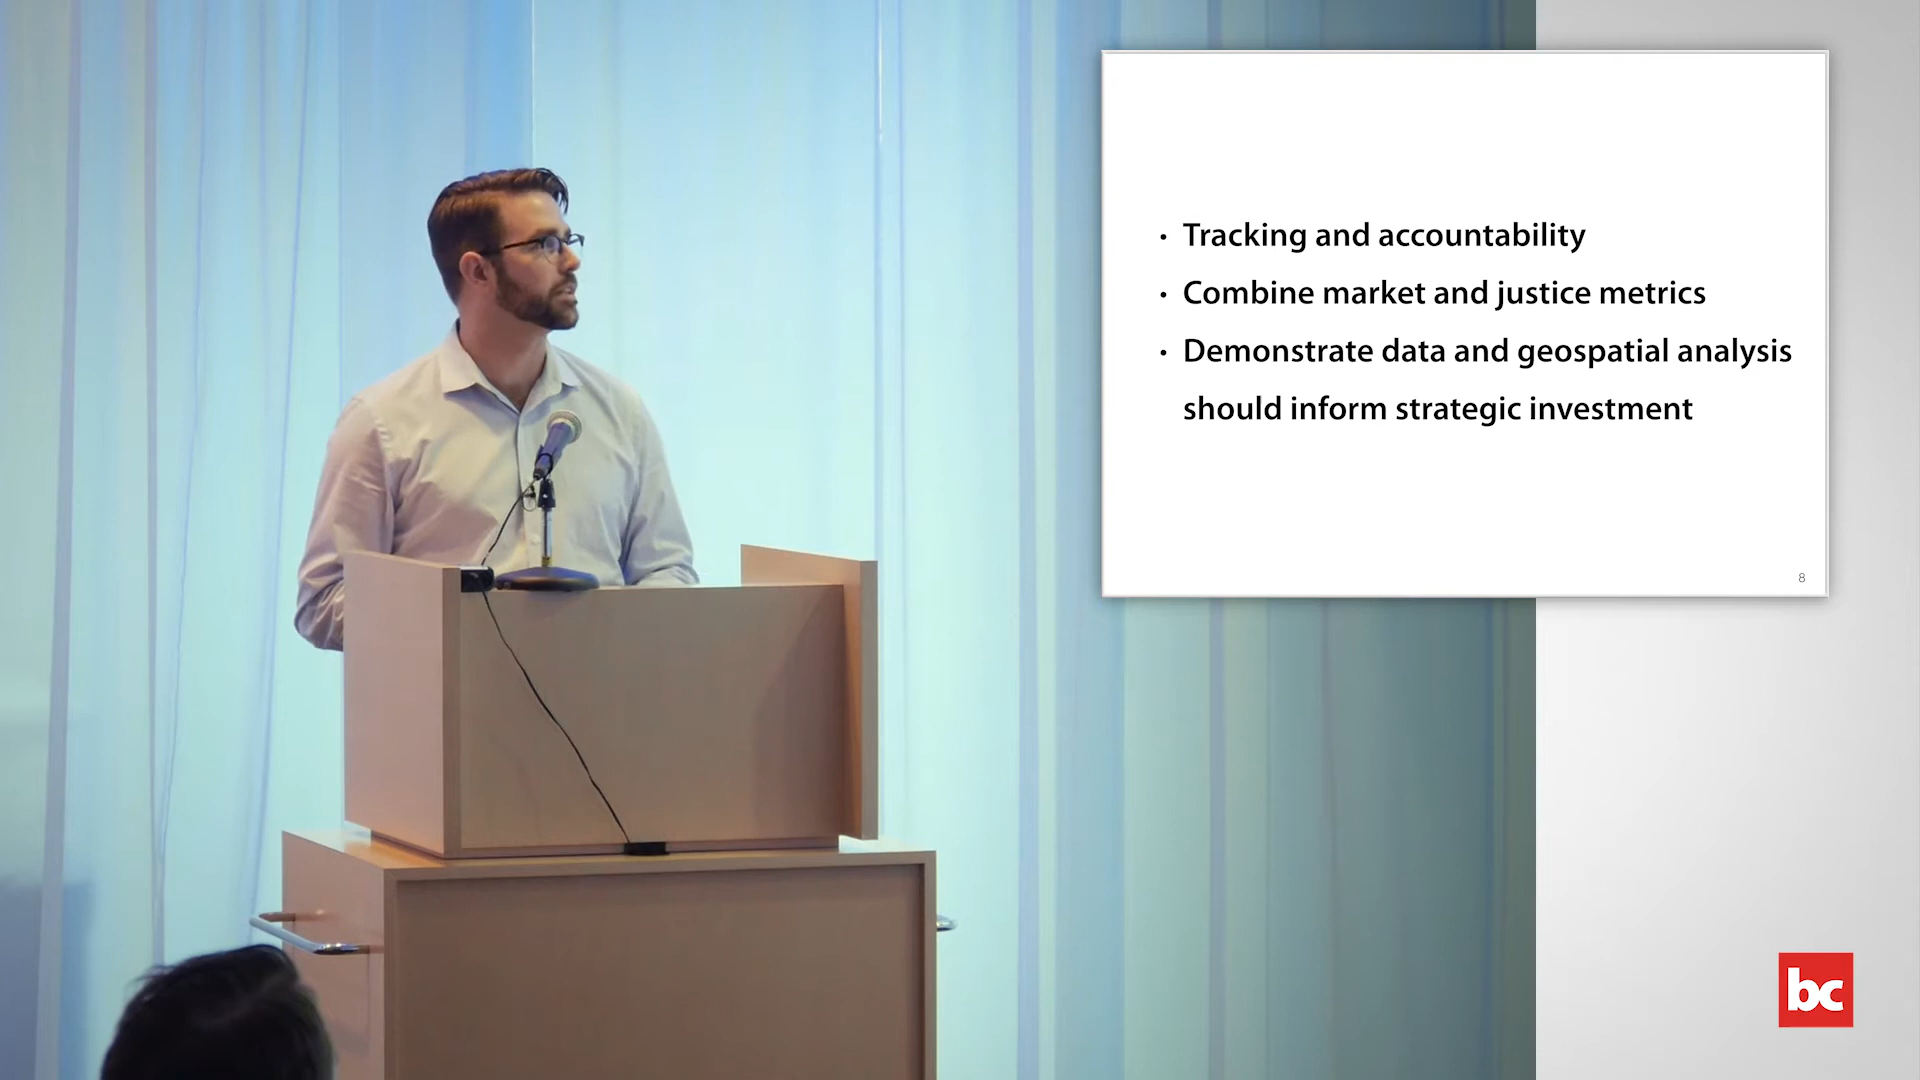 • Tracking and accountability
• Combine market and justice metrics
• Demonstrate data and geospatial analysis
should inform strategic investment
8
bc